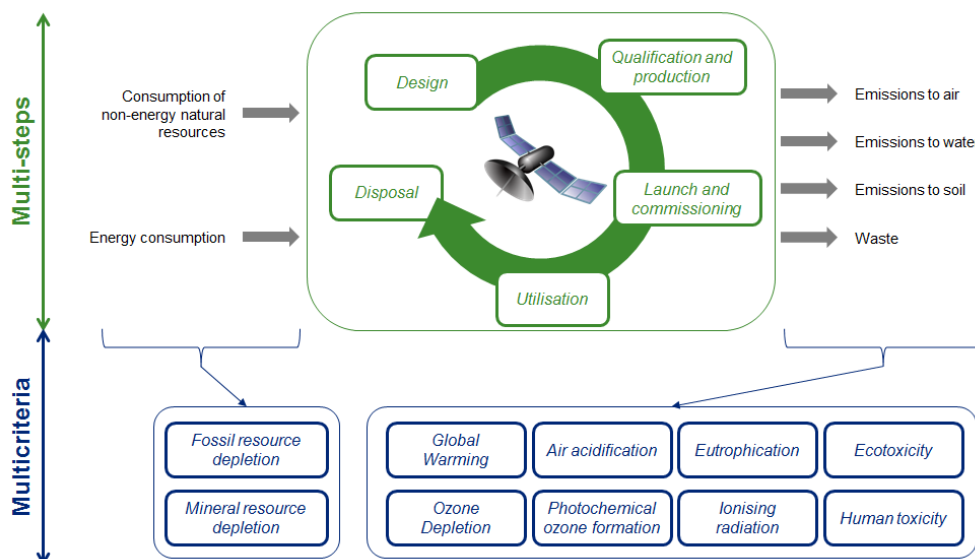 Multi-steps
Consumption of
non-energy natural
resources
Energy consumption
Design
Qualification and
production
Launch and
commissioning
Utilisation
Disposal
Emissions to air
Emissions to water
Emissions to soil
Waste
Multicriteria
Fossil resource
depletion
Mineral resource
depletion
Global
Warming
Air acidification
Eutrophication
Ecotoxicity
Ozone
Depletion
Photochemical
ozone formation
Ionising
radiation
Human toxicity